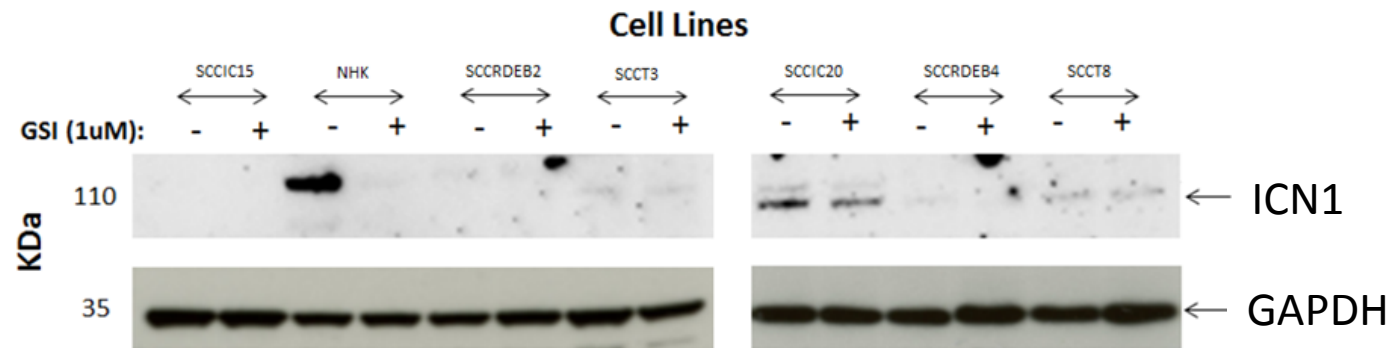 Cell Lines
SCCIC15 NHK SCCRDEB2 SCCT3 SCCIC20 SCCRDEB4 SCCT8
GSI (1uM): - + - + - + - + - + - + - +
110 ICN1
KDa
35 GAPDH